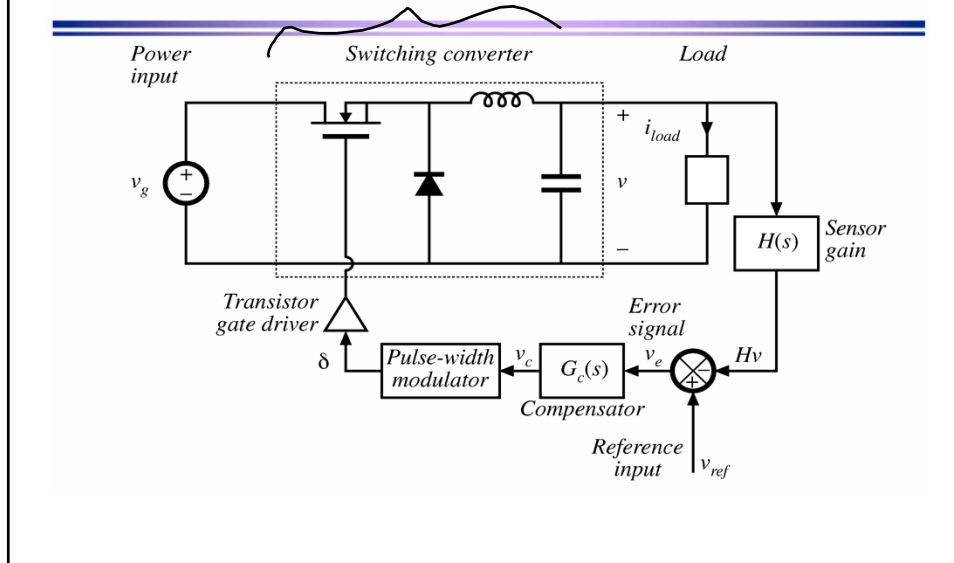 Power
input
Switching converter
Load
+
i_load
v_g
+
−
v
−
H(s)
Sensor
gain
Transistor
gate driver
δ
Pulse-width
modulator
v_c
G_c(s)
Compensator
Error
signal
v_e
−
+
Hv
Reference
input
v_ref